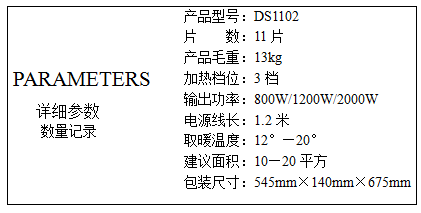 PARAMETERS
详细参数
数量记录
产品型号：DS1102
片　　数：11 片
产品毛重：13kg
加热档位：3 档
输出功率：800W/1200W/2000W
电源线长：1.2 米
取暖温度：12°－20°
建议面积：10－20 平方
包装尺寸：545mm×140mm×675mm